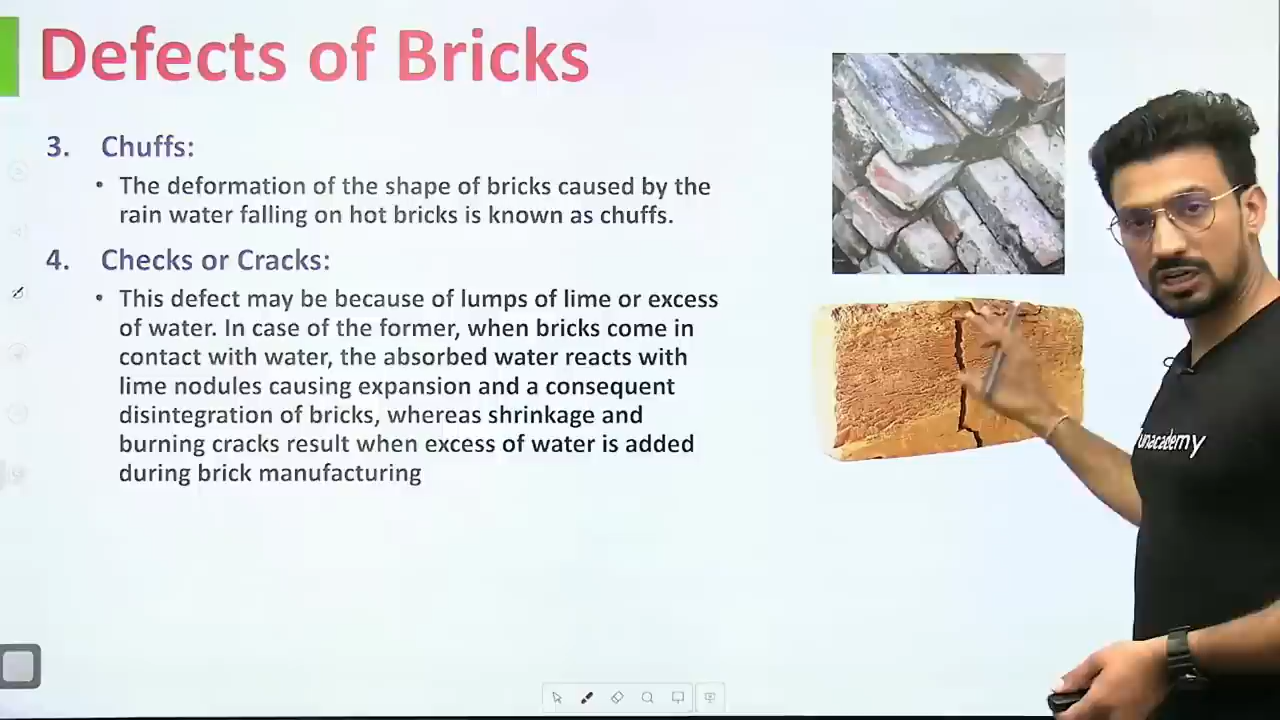 Defects of Bricks
3. Chuffs:
• The deformation of the shape of bricks caused by the
rain water falling on hot bricks is known as chuffs.
4. Checks or Cracks:
• This defect may be because of lumps of lime or excess
of water. In case of the former, when bricks come in
contact with water, the absorbed water reacts with
lime nodules causing expansion and a consequent
disintegration of bricks, whereas shrinkage and
burning cracks result when excess of water is added
during brick manufacturing
unacademy